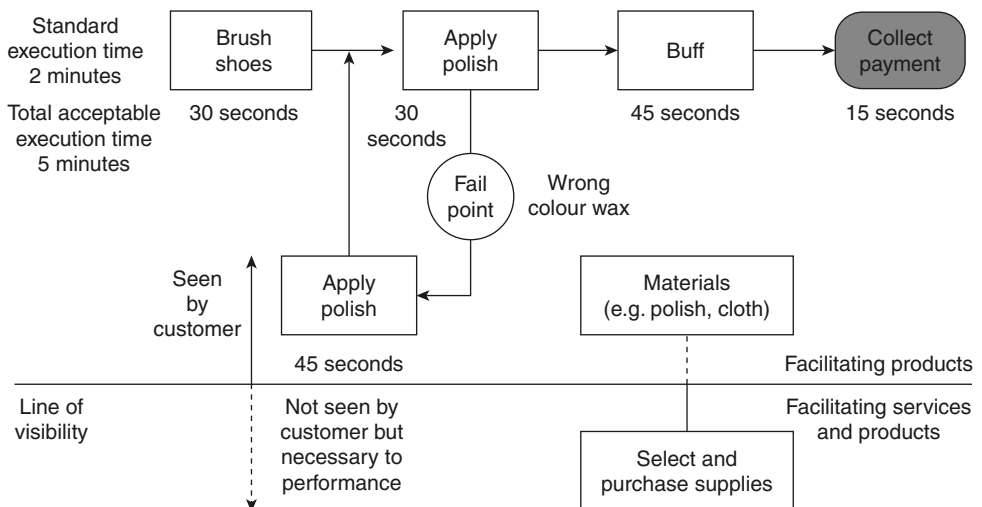 Standard
execution time
2 minutes
Brush
shoes
Apply
polish
Buff
Collect
payment
Total acceptable
execution time
5 minutes
30 seconds
30
seconds
45 seconds
15 seconds
Fail
point
Wrong
colour wax
Seen
by
customer
Apply
polish
Materials
(e.g. polish, cloth)
45 seconds
Facilitating products
Line of
visibility
Not seen by
customer but
necessary to
performance
Facilitating services
and products
Select and
purchase supplies